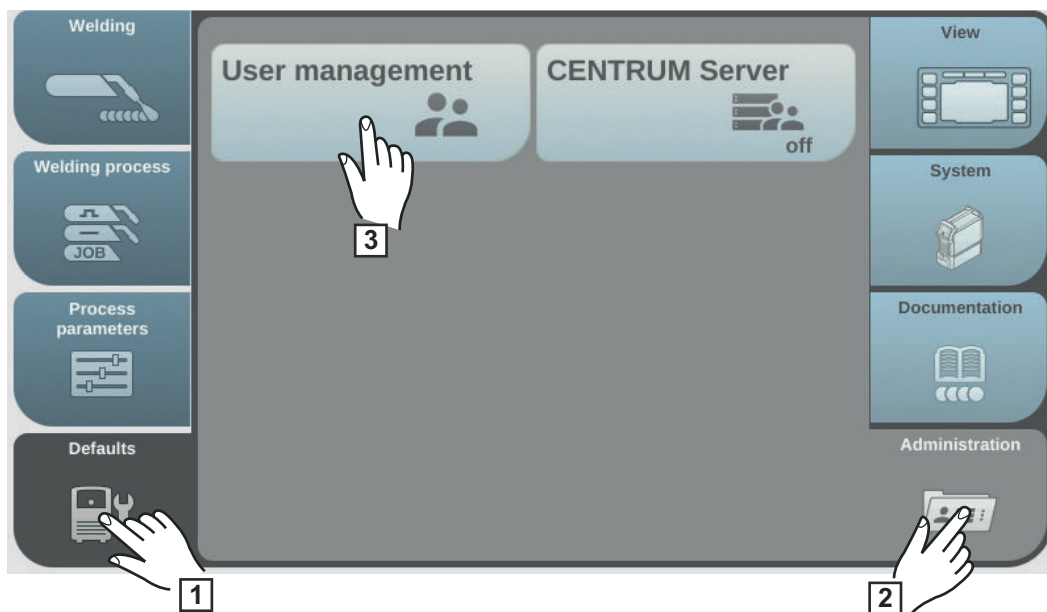 Welding
View
User management
CENTRUM Server
off
Welding process
JOB
System
3
Process
parameters
Documentation
Defaults
Administration
1
2